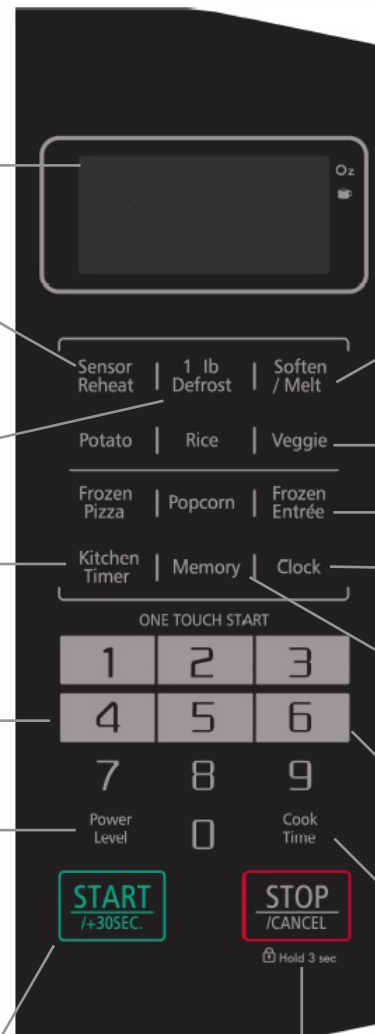 Oz
Sensor Reheat
1 lb Defrost
Soften / Melt
Potato
Rice
Veggie
Frozen Pizza
Popcorn
Frozen Entrée
Kitchen Timer
Memory
Clock
ONE TOUCH START
1 2 3
4 5 6
7 8 9
Power Level
0
Cook Time
START
/+30SEC.
STOP
/CANCEL
Hold 3 sec